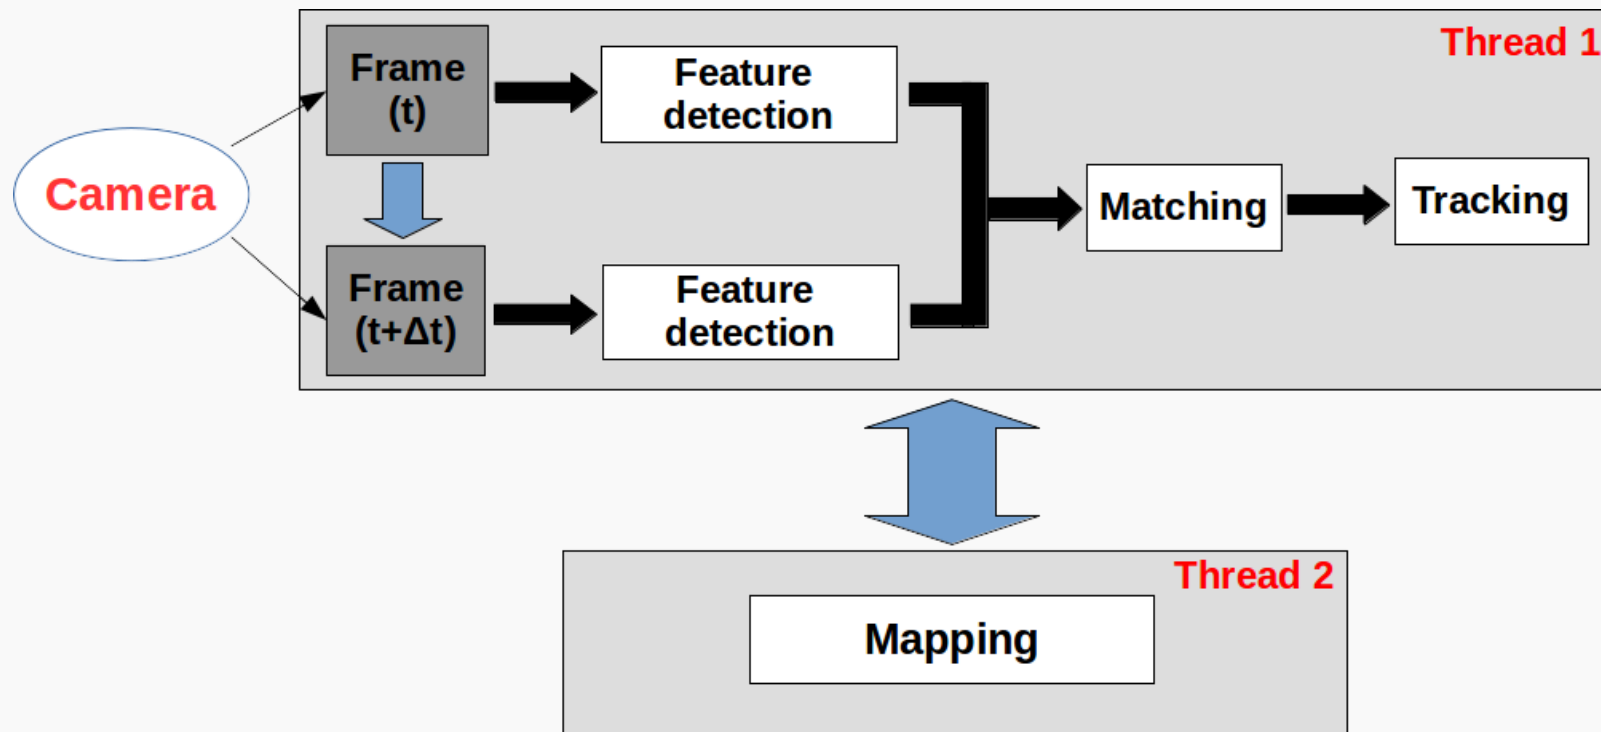 Thread 1
Frame
(t)
Feature
detection
Camera
Matching
Tracking
Frame
(t+Δt)
Feature
detection
Thread 2
Mapping